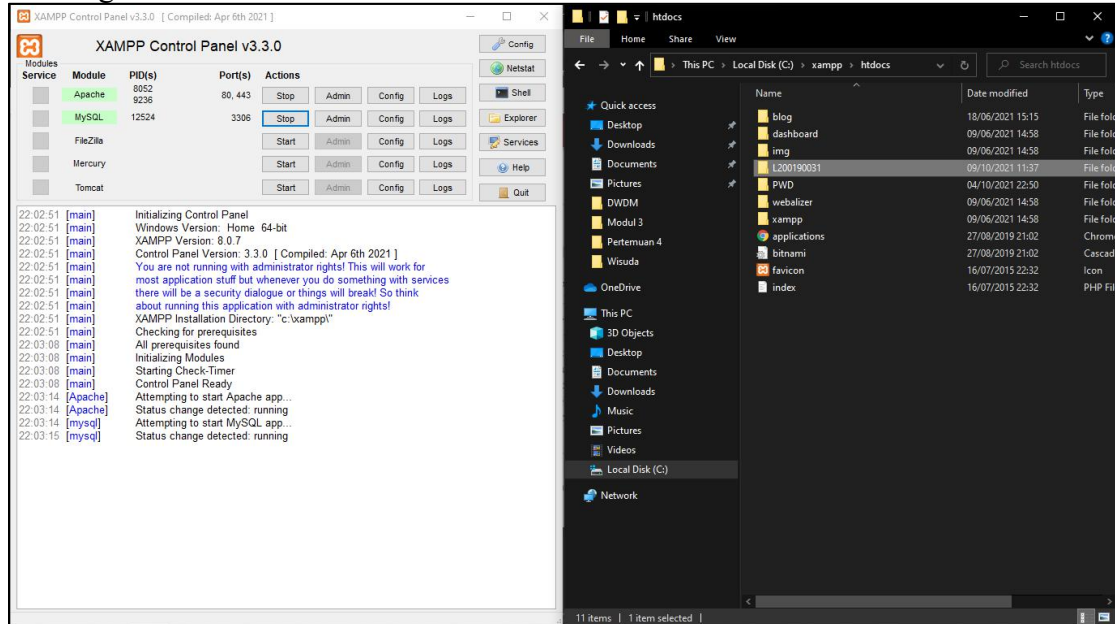 XAMPP Control Panel v3.3.0 [ Compiled: Apr 6th 2021 ]
XAMPP Control Panel v3.3.0
Config
Modules
Service Module PID(s) Port(s) Actions
Netstat
Apache 8052 9236 80, 443 Stop Admin Config Logs
Shell
MySQL 12524 3306 Stop Admin Config Logs
Explorer
FileZilla Start Admin Config Logs
Services
Mercury Start Admin Config Logs
Help
Tomcat Start Admin Config Logs
Quit
22:02:51 [main] Initializing Control Panel
22:02:51 [main] Windows Version: Home 64-bit
22:02:51 [main] XAMPP Version: 8.0.7
22:02:51 [main] Control Panel Version: 3.3.0 [ Compiled: Apr 6th 2021 ]
22:02:51 [main] You are not running with administrator rights! This will work for
22:02:51 [main] most application stuff but whenever you do something with services
22:02:51 [main] there will be a security dialogue or things will break! So think
22:02:51 [main] about running this application with administrator rights!
22:02:51 [main] XAMPP Installation Directory: "c:\xampp\"
22:02:51 [main] Checking for prerequisites
22:03:08 [main] All prerequisites found
22:03:08 [main] Initializing Modules
22:03:08 [main] Starting Check-Timer
22:03:08 [main] Control Panel Ready
22:03:14 [Apache] Attempting to start Apache app...
22:03:14 [Apache] Status change detected: running
22:03:14 [mysql] Attempting to start MySQL app...
22:03:15 [mysql] Status change detected: running
htdocs
File Home Share View
This PC > Local Disk (C:) > xampp > htdocs
Search htdocs
Quick access
Desktop
Downloads
Documents
Pictures
DWDM
Modul 3
Pertemuan 4
Wisuda
OneDrive
This PC
3D Objects
Desktop
Documents
Downloads
Music
Pictures
Videos
Local Disk (C:)
Network
Name Date modified Type
blog 18/06/2021 15:15 File fol
dashboard 09/06/2021 14:58 File fol
img 09/06/2021 14:58 File fol
L200190031 09/10/2021 11:37 File fol
PWD 04/10/2021 22:50 File fol
webalizer 09/06/2021 14:58 File fol
xampp 09/06/2021 14:58 File fol
applications 27/08/2019 21:02 Chrom
bitnami 27/08/2019 21:02 Cascad
favicon 16/07/2015 22:32 Icon
index 16/07/2015 22:32 PHP Fil
11 items | 1 item selected |